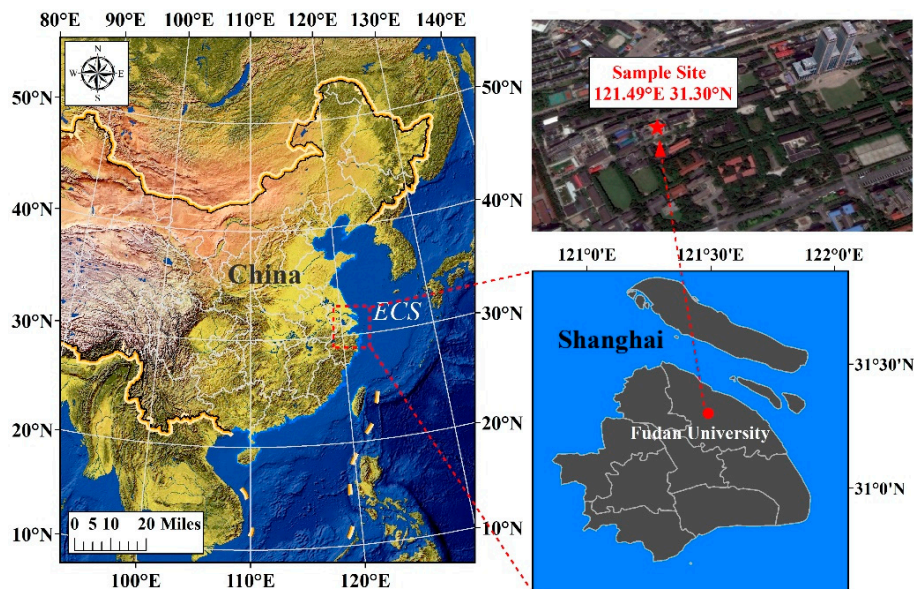 80°E 90°E 100°E 110°E 120°E 130°E 140°E
N
W E
S
50°N
40°N
30°N
20°N
10°N
50°N
40°N
30°N
20°N
10°N
China
ECS
0 5 10 20 Miles
100°E 110°E 120°E
Sample Site
121.49°E 31.30°N
121°0' 121°30' 122°0'
Shanghai
31°30'N
Fudan University
31°0'N